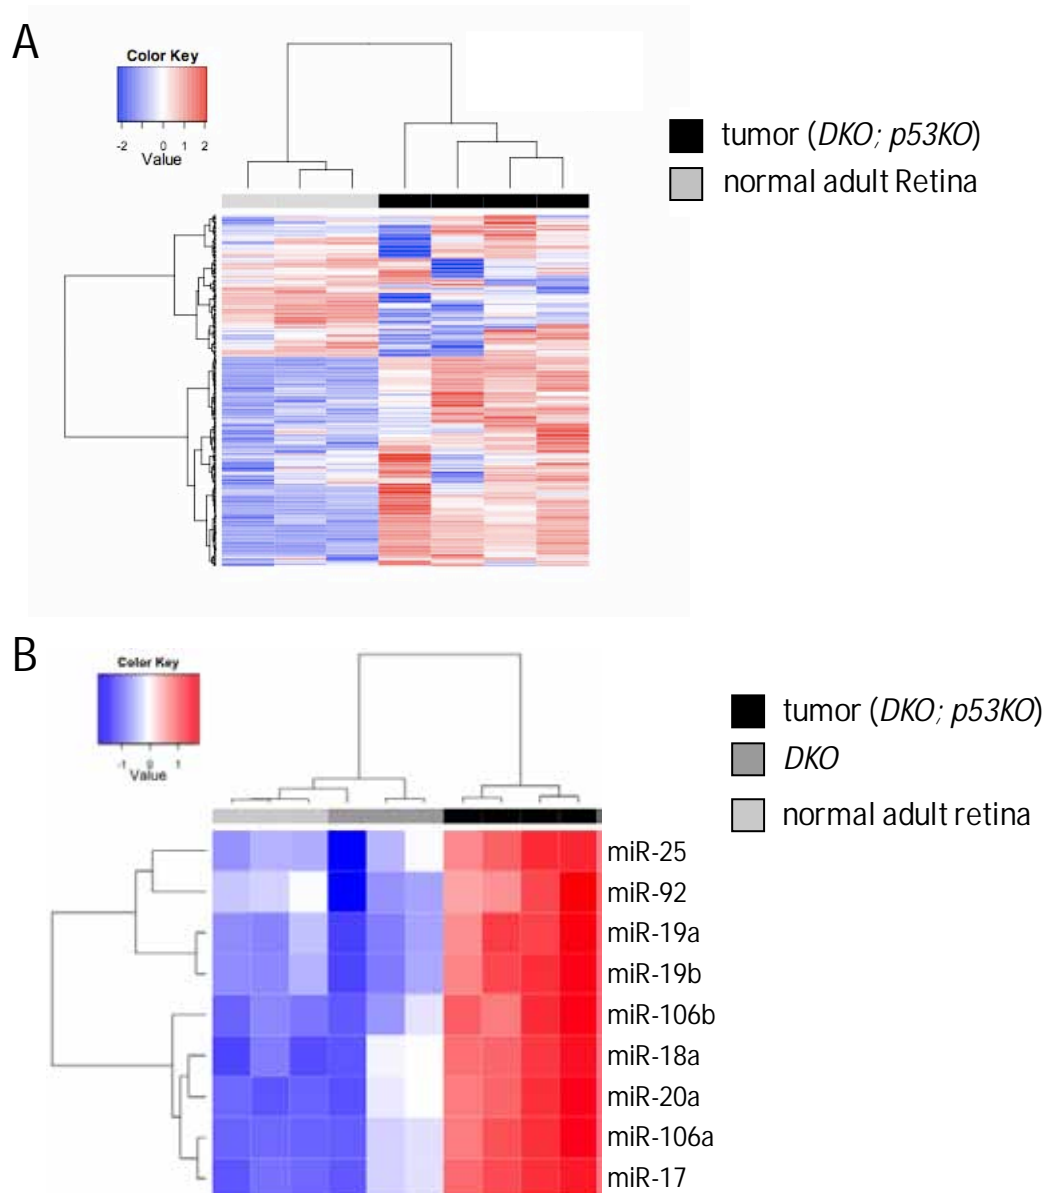 A
Color Key
-2 0 1 2
Value
tumor (DKO; p53KO)
normal adult Retina
B
Color Key
-1 0 1
Value
tumor (DKO; p53KO)
DKO
normal adult retina
miR-25
miR-92
miR-19a
miR-19b
miR-106b
miR-18a
miR-20a
miR-106a
miR-17